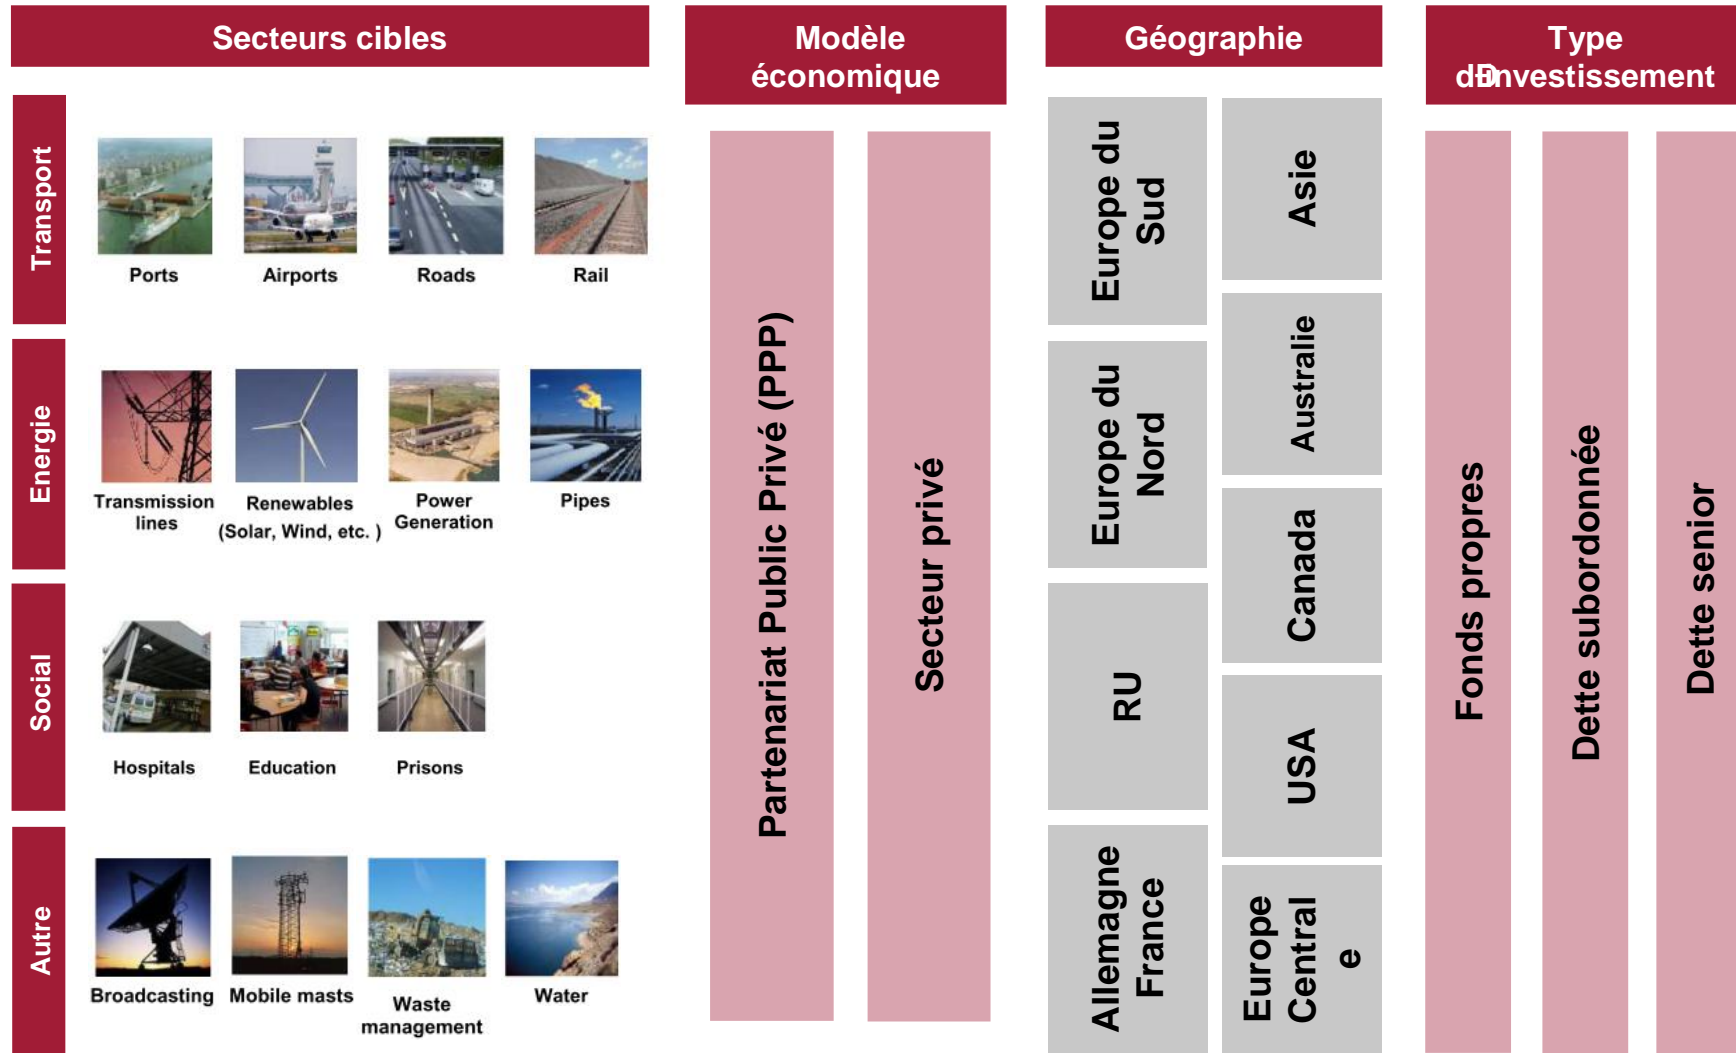 Secteurs cibles
Transport
Ports
Airports
Roads
Rail
Energie
Transmission
lines
Renewables
(Solar, Wind, etc. )
Power
Generation
Pipes
Social
Hospitals
Education
Prisons
Autre
Broadcasting
Mobile masts
Waste
management
Water
Modèle
économique
Partenariat Public Privé (PPP)
Secteur privé
Géographie
Europe du
Sud
Europe du
Nord
RU
Allemagne
France
Asie
Australie
Canada
USA
Europe
Central
e
Type
investissement
Fonds propres
Dette subordonnée
Dette senior